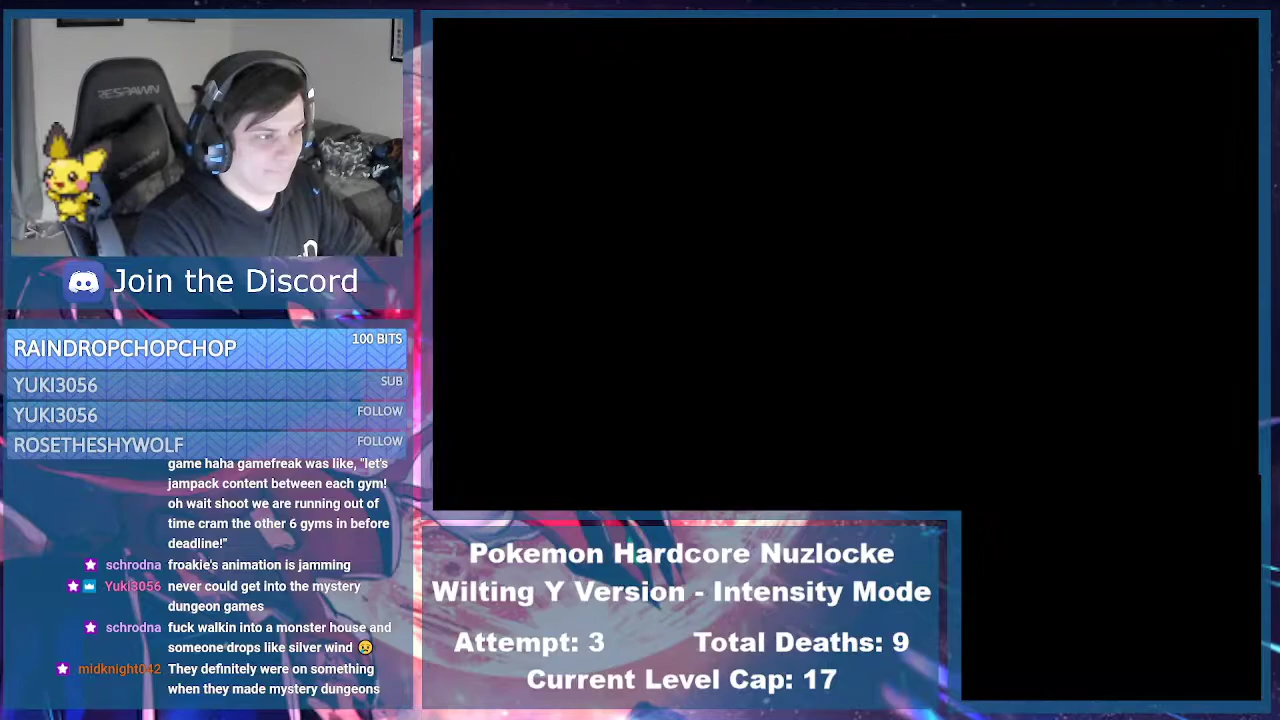 RESPAWN
Join the Discord
RAINDROPCHOPCHOP 100 BITS
YUKI3056 SUB
YUKI3056 FOLLOW
ROSETHESHYWOLF FOLLOW
game haha gamefreak was like, "let's
jampack content between each gym!
oh wait shoot we are running out of
time cram the other 6 gyms in before
deadline!"
schrodna froakie's animation is jamming
Yuki3056 never could get into the mystery
dungeon games
schrodna fuck walkin into a monster house and
someone drops like silver wind 😥
midknight042 They definitely were on something
when they made mystery dungeons
Pokemon Hardcore Nuzlocke
Wilting Y Version - Intensity Mode
Attempt: 3 Total Deaths: 9
Current Level Cap: 17